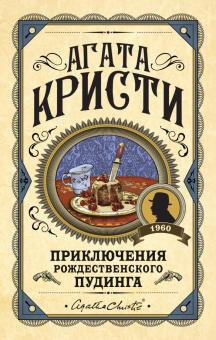 АГАТА
КРИСТИ
1960
ПРИКЛЮЧЕНИЯ
РОЖДЕСТВЕНСКОГО
ПУДИНГА
Agatha Christie